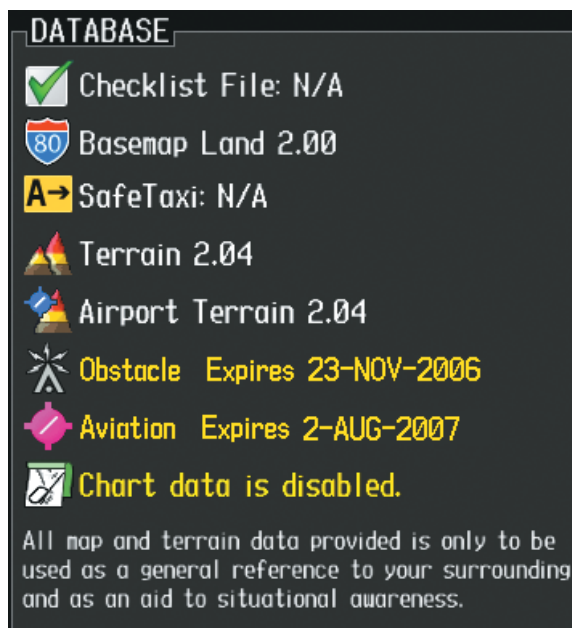 DATABASE
Checklist File: N/A
80 Basemap Land 2.00
A→ SafeTaxi: N/A
Terrain 2.04
Airport Terrain 2.04
Obstacle Expires 23-NOV-2006
Aviation Expires 2-AUG-2007
Chart data is disabled.
All map and terrain data provided is only to be
used as a general reference to your surrounding
and as an aid to situational awareness.